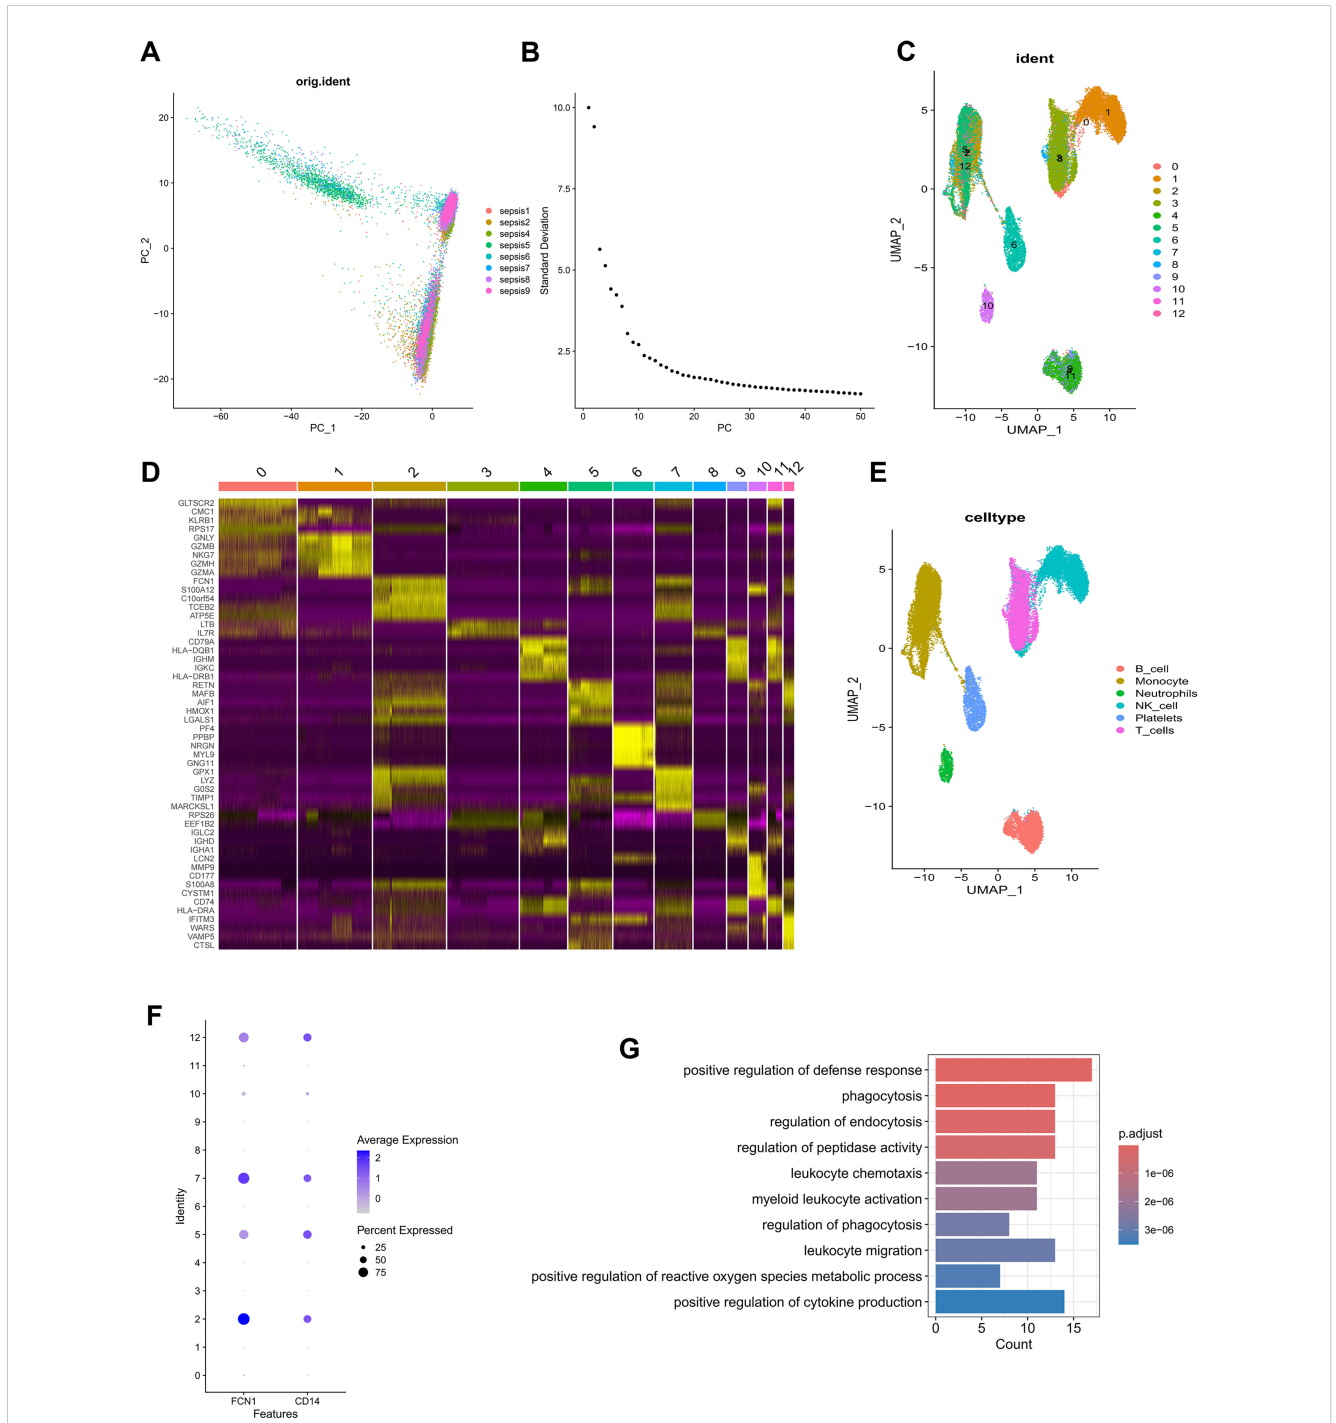 A
orig.ident
20
10
0
−10
−20
PC_2
−60
−40
−20
0
PC_1
sepsis1
sepsis2
sepsis4
sepsis5
sepsis6
sepsis7
sepsis8
sepsis9
B
10.0
7.5
5.0
2.5
Standard Deviation
0
10
20
30
40
50
PC
C
ident
5
0
−5
−10
UMAP_2
−10
−5
0
5
10
UMAP_1
1
0
3
12
6
10
11
0
1
2
3
4
5
6
7
8
9
10
11
12
D
0
1
2
3
4
5
6
7
8
9
10
11
12
GLTSCR2
CMC1
KLRB1
RPS17
GNLY
GZMB
NKG7
GZMH
GZMA
FCN1
S100A12
C10orf54
TCEB2
ATP5E
LTB
IL7R
CD79A
HLA−DQB1
IGHM
IGKC
HLA−DRB1
RETN
MAFB
AIF1
HMOX1
LGALS1
PF4
PPBP
NRGN
MYL9
GNG11
GPX1
LYZ
G0S2
TIMP1
MARCKSL1
RPS26
EEF1B2
IGLC2
IGHD
IGHA1
LCN2
MMP9
CD177
S100A8
CYSTM1
CD74
HLA−DRA
IFITM3
WARS
VAMP5
CTSL
E
celltype
5
0
−5
−10
UMAP_2
−10
−5
0
5
10
UMAP_1
B_cell
Monocyte
Neutrophils
NK_cell
Platelets
T_cells
F
12
11
10
9
8
7
6
5
4
3
2
1
0
Identity
FCN1
CD14
Features
Average Expression
2
1
0
Percent Expressed
25
50
75
G
positive regulation of defense response
phagocytosis
regulation of endocytosis
regulation of peptidase activity
leukocyte chemotaxis
myeloid leukocyte activation
regulation of phagocytosis
leukocyte migration
positive regulation of reactive oxygen species metabolic process
positive regulation of cytokine production
0
5
10
15
Count
p.adjust
1e−06
2e−06
3e−06